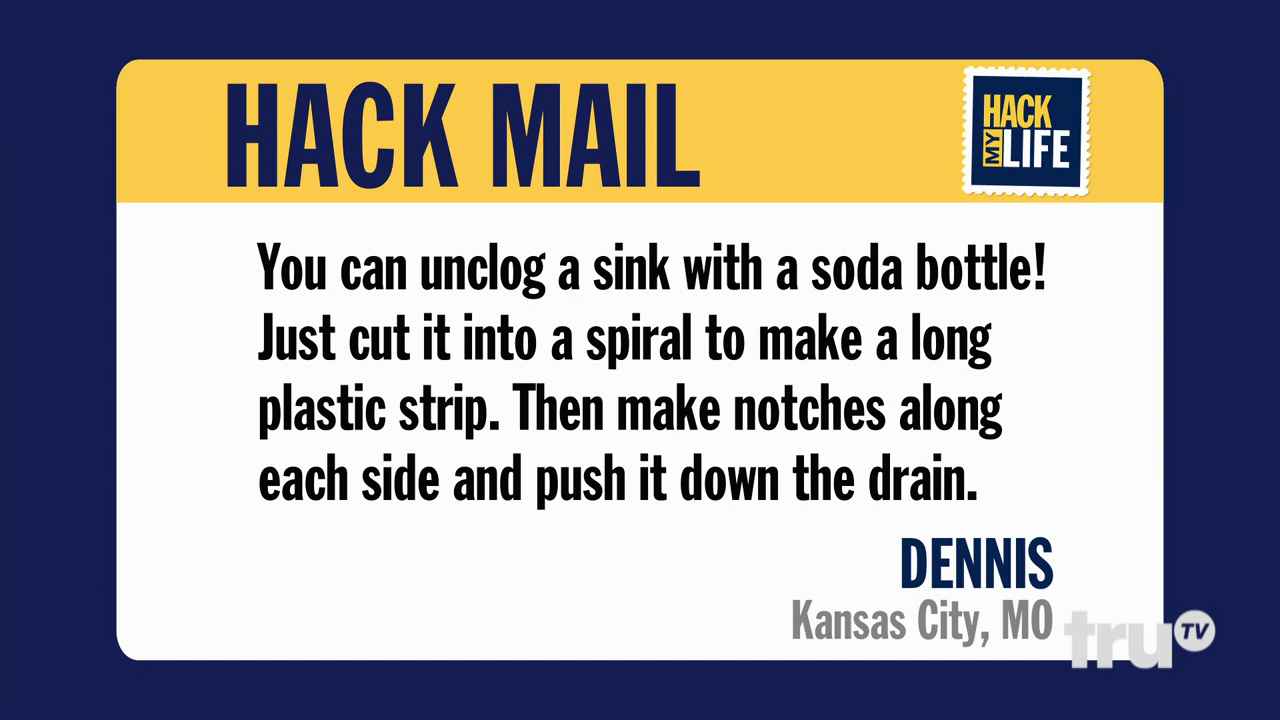 HACK MAIL
HACK
MY LIFE
You can unclog a sink with a soda bottle!
Just cut it into a spiral to make a long
plastic strip. Then make notches along
each side and push it down the drain.
DENNIS
Kansas City, MO
truTV